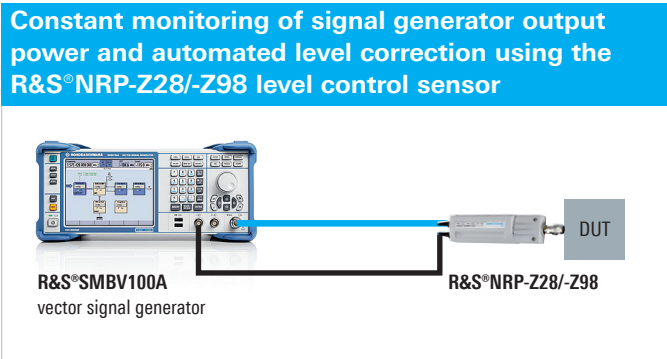 Constant monitoring of signal generator output
power and automated level correction using the
R&S®NRP-Z28/-Z98 level control sensor
DUT
R&S®SMBV100A
vector signal generator
R&S®NRP-Z28/-Z98